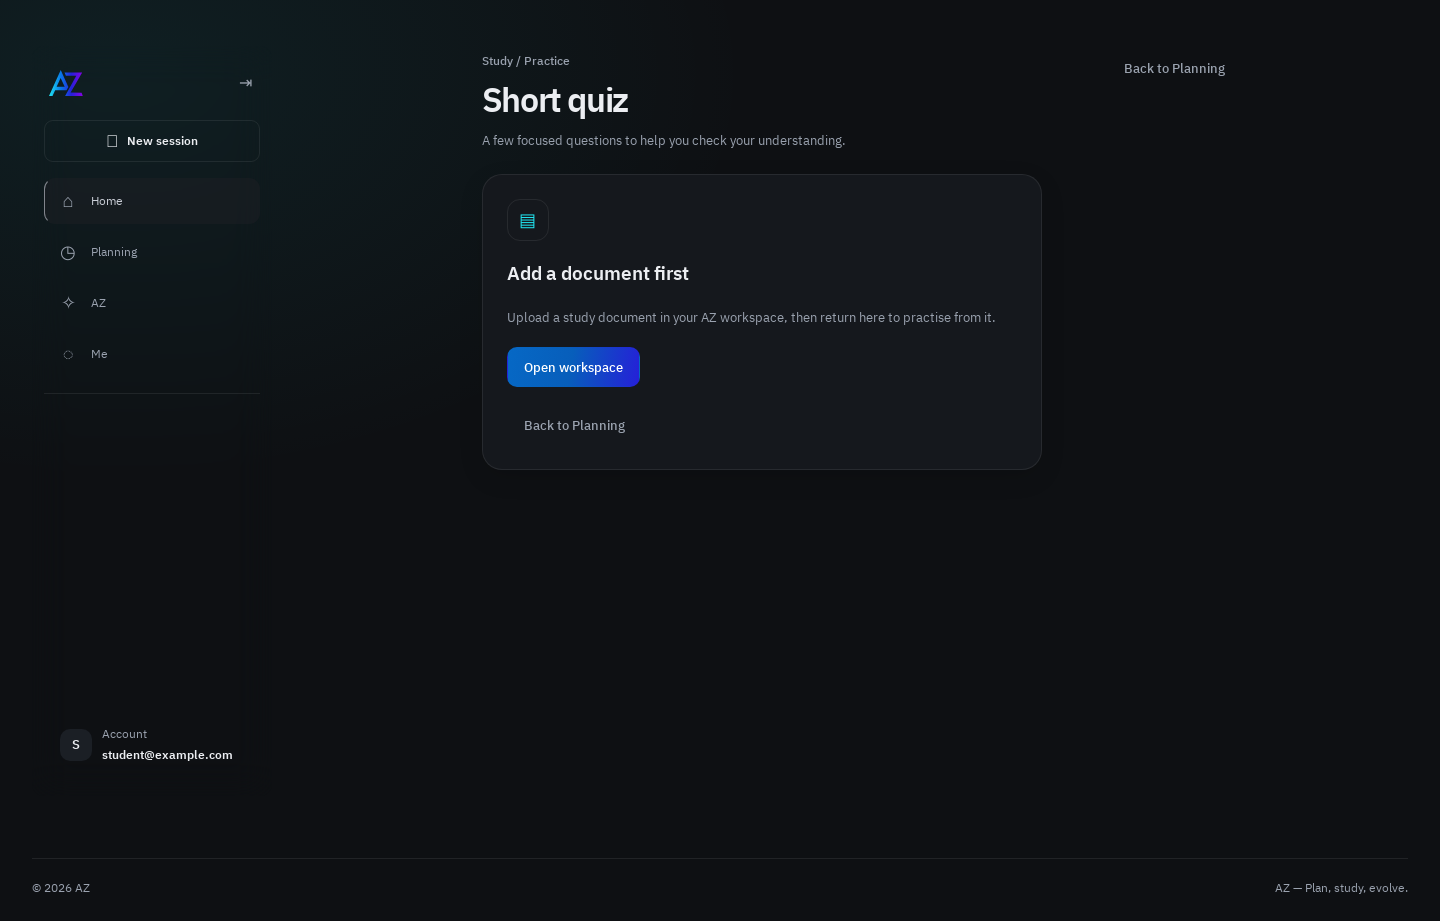 AZ
New session
Home
Planning
AZ
Me
Account
S
student@example.com
Study / Practice
Short quiz
A few focused questions to help you check your understanding.
Back to Planning
Add a document first
Upload a study document in your AZ workspace, then return here to practise from it.
Open workspace
Back to Planning
© 2026 AZ
AZ — Plan, study, evolve.